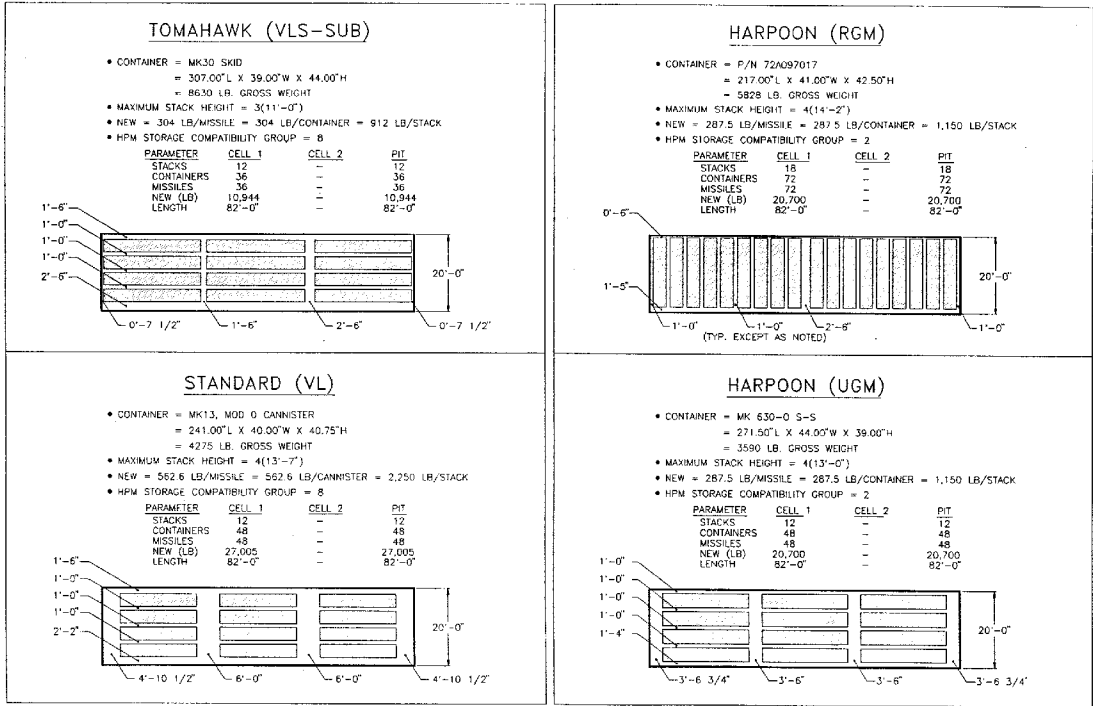 TOMAHAWK (VLS-SUB)
• CONTAINER = MK30 SKID
= 307.00"L X 39.00"W X 44.00"H
= 8630 LB. GROSS WEIGHT
• MAXIMUM STACK HEIGHT = 3(11'-0")
• NEW = 304 LB/MISSILE = 304 LB/CONTAINER = 912 LB/STACK
• HPM STORAGE COMPATIBILITY GROUP = 8
PARAMETER CELL 1 CELL 2 PIT
STACKS 12 – 12
CONTAINERS 36 – 36
MISSILES 36 – 36
NEW (LB) 10,944 – 10,944
LENGTH 82'-0" – 82'-0"
1'-6"
1'-0"
1'-0"
1'-0"
2'-6"
20'-0"
0'-7 1/2" 1'-6" 2'-6" 0'-7 1/2"
HARPOON (RGM)
• CONTAINER = P/N 72A097017
= 217.00"L X 41.00"W X 42.50"H
= 5828 LB. GROSS WEIGHT
• MAXIMUM STACK HEIGHT = 4(14'-2")
• NEW = 287.5 LB/MISSILE = 287.5 LB/CONTAINER = 1,150 LB/STACK
• HPM STORAGE COMPATIBILITY GROUP = 2
PARAMETER CELL 1 CELL 2 PIT
STACKS 18 – 18
CONTAINERS 72 – 72
MISSILES 72 – 72
NEW (LB) 20,700 – 20,700
LENGTH 82'-0" – 82'-0"
0'-6"
20'-0"
1'-5"
1'-0" 1'-0" 2'-6" 1'-0"
(TYP. EXCEPT AS NOTED)
STANDARD (VL)
• CONTAINER = MK13, MOD 0 CANNISTER
= 241.00"L X 40.00"W X 40.75"H
= 4275 LB. GROSS WEIGHT
• MAXIMUM STACK HEIGHT = 4(13'-7")
• NEW = 562.6 LB/MISSILE = 562.6 LB/CANNISTER = 2,250 LB/STACK
• HPM STORAGE COMPATIBILITY GROUP = 8
PARAMETER CELL 1 CELL 2 PIT
STACKS 12 – 12
CONTAINERS 48 – 48
MISSILES 48 – 48
NEW (LB) 27,005 – 27,005
LENGTH 82'-0" – 82'-0"
1'-6"
1'-0"
1'-0"
1'-0"
2'-2"
20'-0"
4'-10 1/2" 6'-0" 6'-0" 4'-10 1/2"
HARPOON (UGM)
• CONTAINER = MK 630-0 S-S
= 271.50"L X 44.00"W X 39.00"H
= 3590 LB. GROSS WEIGHT
• MAXIMUM STACK HEIGHT = 4(13'-0")
• NEW = 287.5 LB/MISSILE = 287.5 LB/CONTAINER = 1,150 LB/STACK
• HPM STORAGE COMPATIBILITY GROUP = 2
PARAMETER CELL 1 CELL 2 PIT
STACKS 12 – 12
CONTAINERS 48 – 48
MISSILES 48 – 48
NEW (LB) 20,700 – 20,700
LENGTH 82'-0" – 82'-0"
1'-0"
1'-0"
1'-0"
1'-0"
1'-4"
20'-0"
3'-6 3/4" 3'-6" 3'-6" 3'-6 3/4"